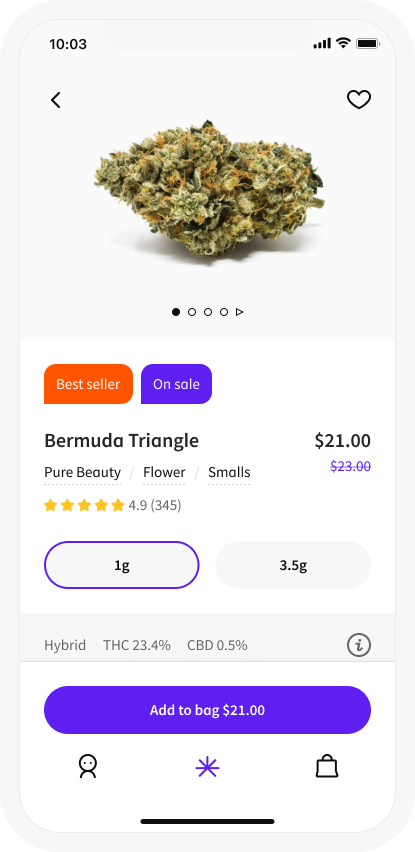 10:03
Best seller
On sale
Bermuda Triangle
$21.00
Pure Beauty / Flower / Smalls
$23.00
4.9 (345)
1g
3.5g
Hybrid THC 23.4% CBD 0.5%
i
Add to bag $21.00